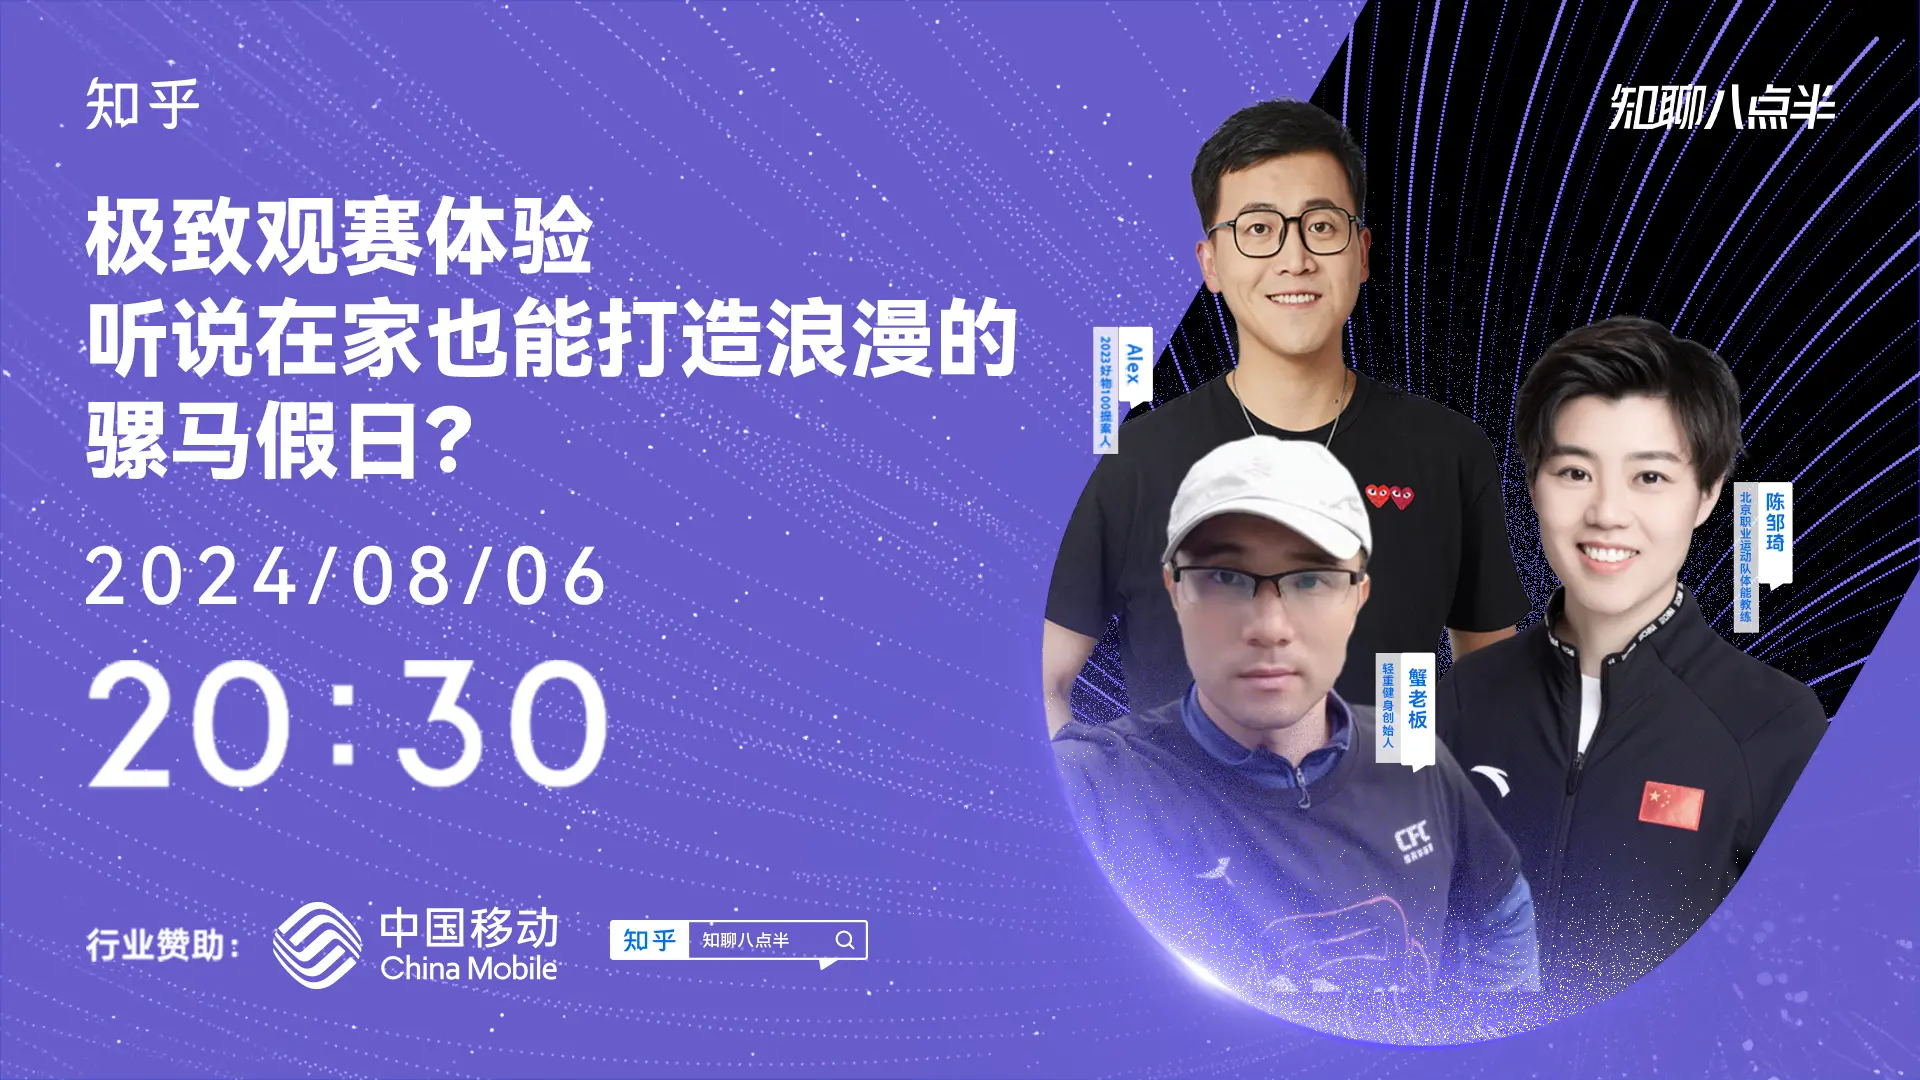 知乎
知聊八点半
极致观赛体验
听说在家也能打造浪漫的
骡马假日?
2024/08/06
20:30
Alex
2023好物100提案人
陈邹琦
北京职业运动队体能教练
蟹老板
轻重健身创始人
CFC
行业赞助:
中国移动
China Mobile
知乎 知聊八点半